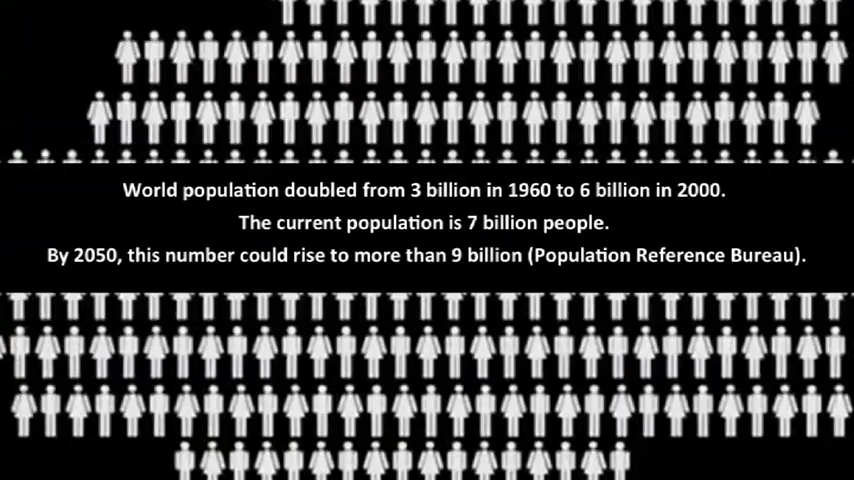 World population doubled from 3 billion in 1960 to 6 billion in 2000.
The current population is 7 billion people.
By 2050, this number could rise to more than 9 billion (Population Reference Bureau).